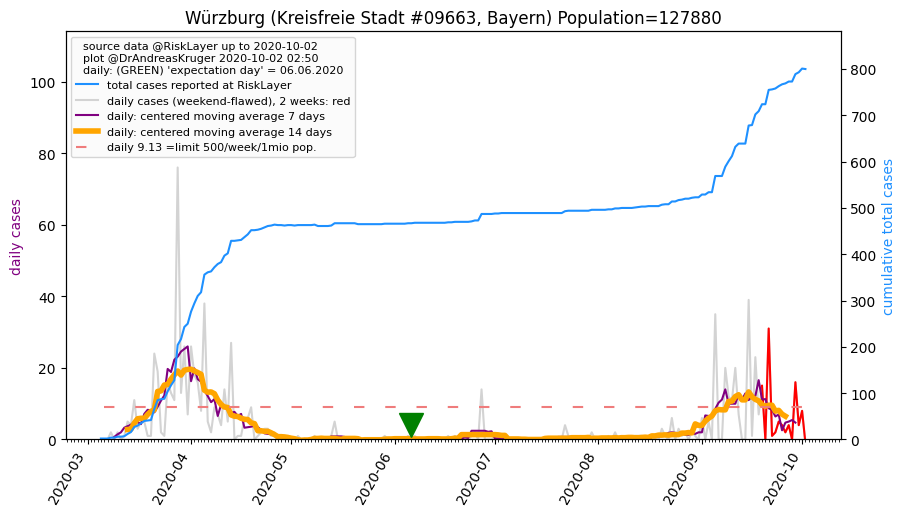 Würzburg (Kreisfreie Stadt #09663, Bayern) Population=127880
source data @RiskLayer up to 2020-10-02
plot @DrAndreasKruger 2020-10-02 02:50
daily: (GREEN) 'expectation day' = 06.06.2020
total cases reported at RiskLayer
daily cases (weekend-flawed), 2 weeks: red
daily: centered moving average 7 days
daily: centered moving average 14 days
daily 9.13 =limit 500/week/1mio pop.
daily cases
100
80
60
40
20
0
cumulative total cases
800
700
600
500
400
300
200
100
0
2020-03
2020-04
2020-05
2020-06
2020-07
2020-08
2020-09
2020-10